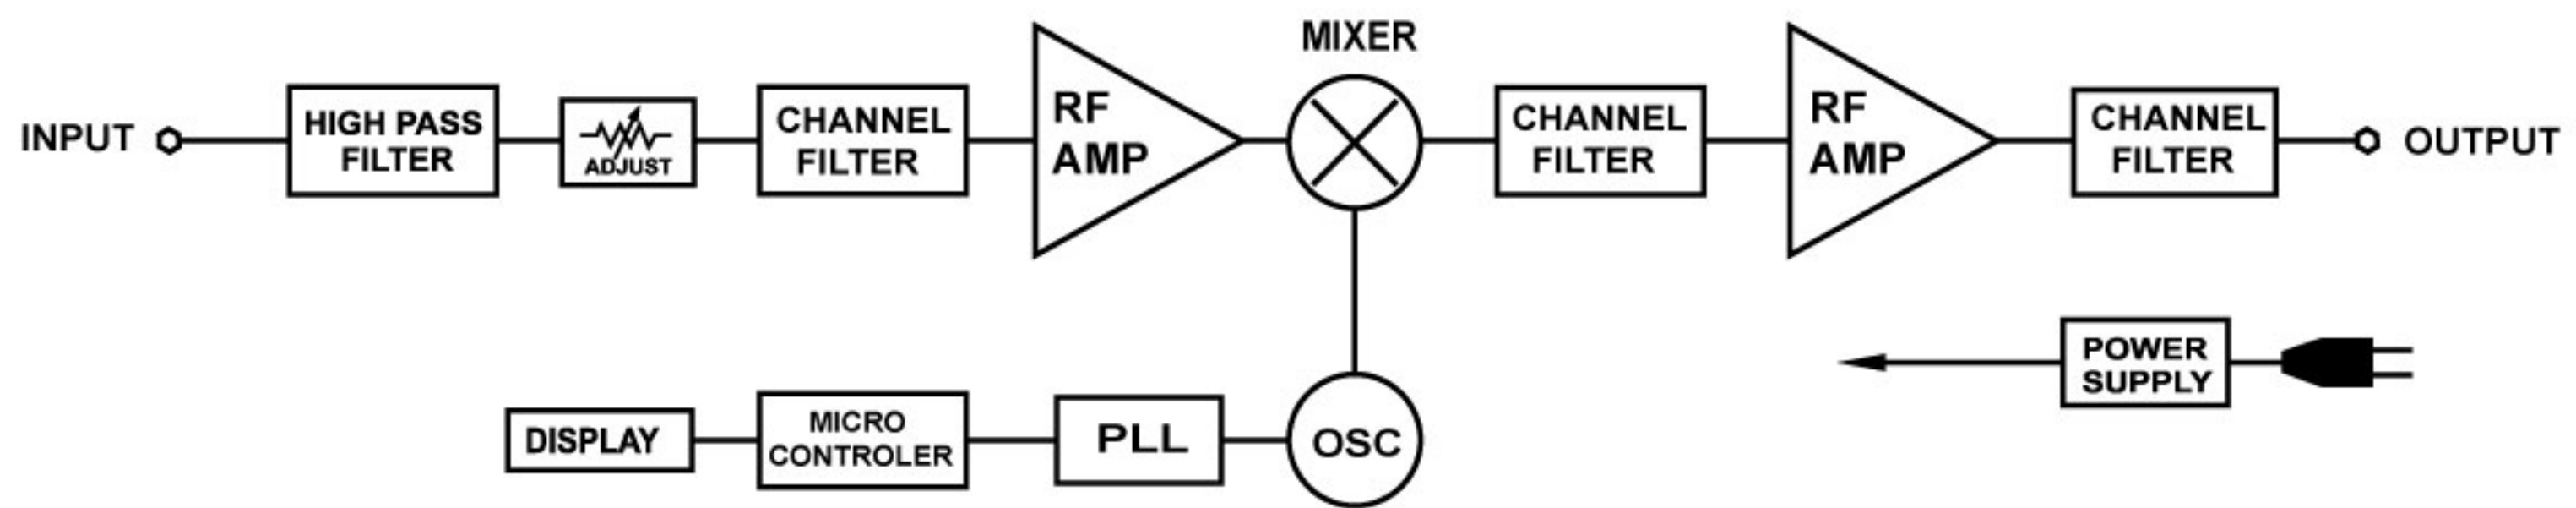 MIXER
INPUT
HIGH PASS
FILTER
ADJUST
CHANNEL
FILTER
RF
AMP
CHANNEL
FILTER
RF
AMP
CHANNEL
FILTER
OUTPUT
POWER
SUPPLY
DISPLAY
MICRO
CONTROLER
PLL
OSC